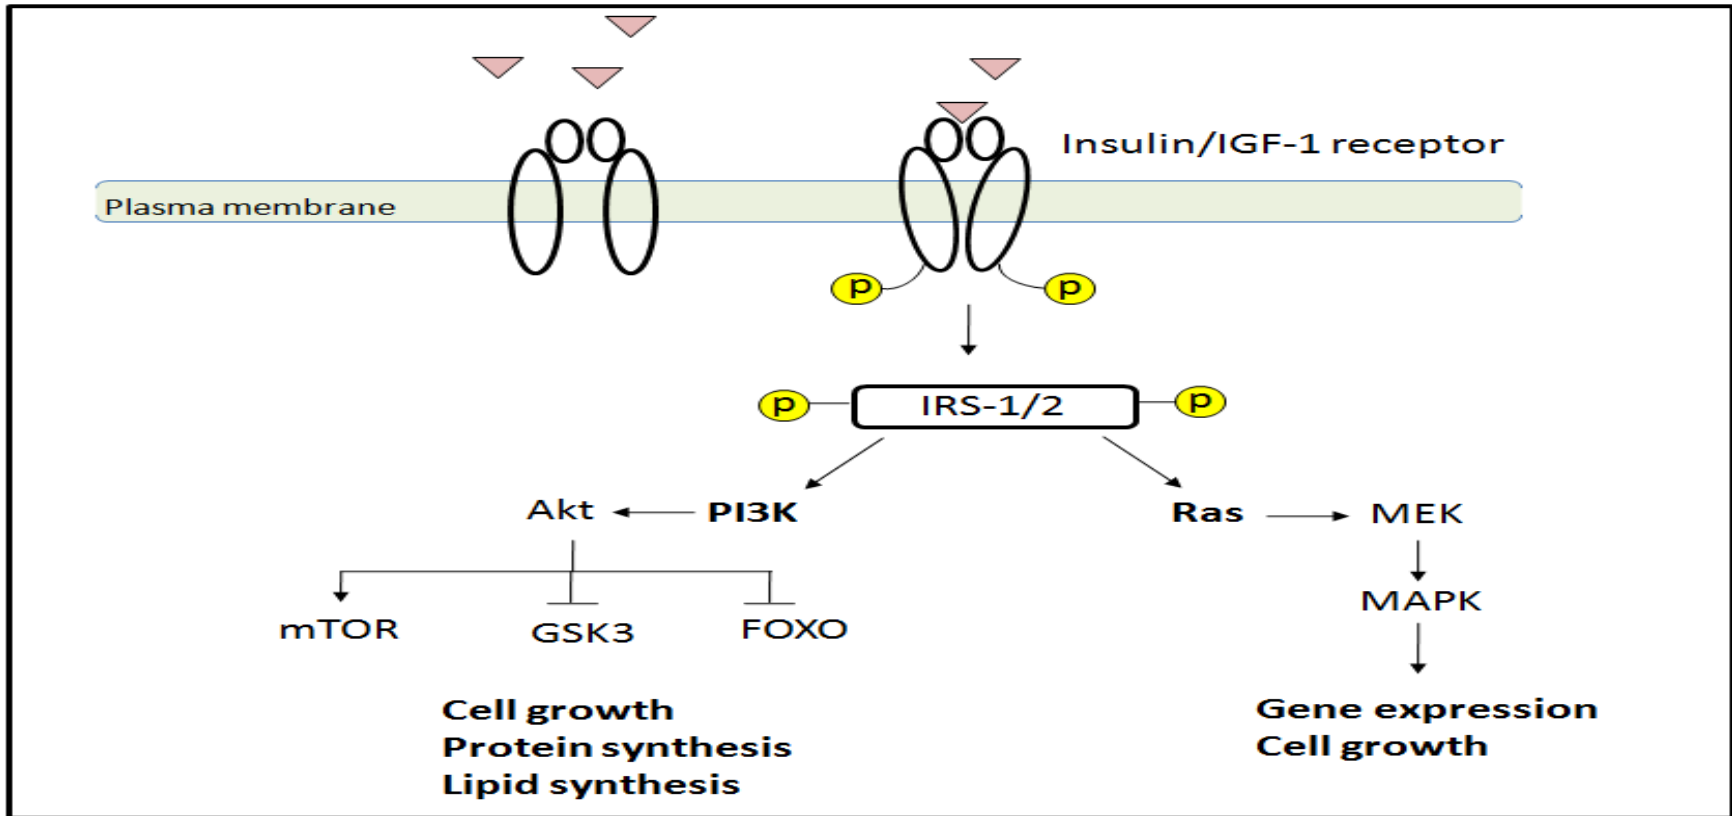 Insulin/IGF-1 receptor
Plasma membrane
p
p
p
IRS-1/2
p
Akt
PI3K
Ras
MEK
MAPK
mTOR
GSK3
FOXO
Cell growth
Protein synthesis
Lipid synthesis
Gene expression
Cell growth